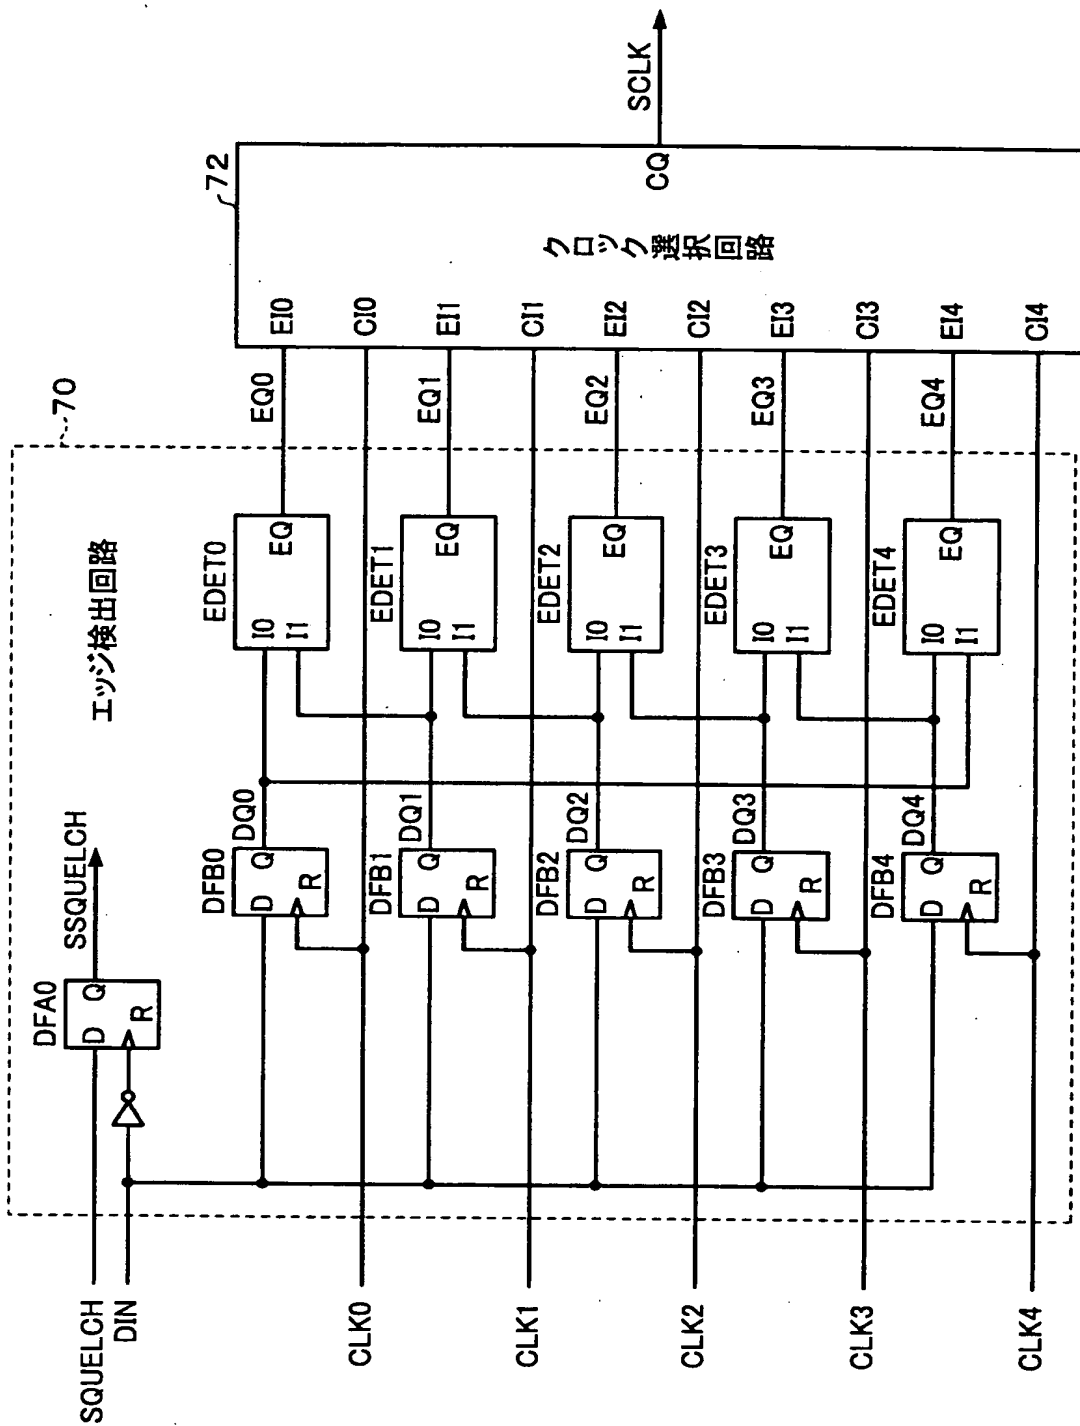 SQUELCH
DIN
DFA0
D Q
R
SSQUELCH
エッジ検出回路
70
72
クロック選択回路
CQ
SCLK
DFB0
D Q
R
DQ0
EDET0
I0
I1
EQ
EQ0
EI0
CLK0
CI0
DFB1
D Q
R
DQ1
EDET1
I0
I1
EQ
EQ1
EI1
CLK1
CI1
DFB2
D Q
R
DQ2
EDET2
I0
I1
EQ
EQ2
EI2
CLK2
CI2
DFB3
D Q
R
DQ3
EDET3
I0
I1
EQ
EQ3
EI3
CLK3
CI3
DFB4
D Q
R
DQ4
EDET4
I0
I1
EQ
EQ4
EI4
CLK4
CI4